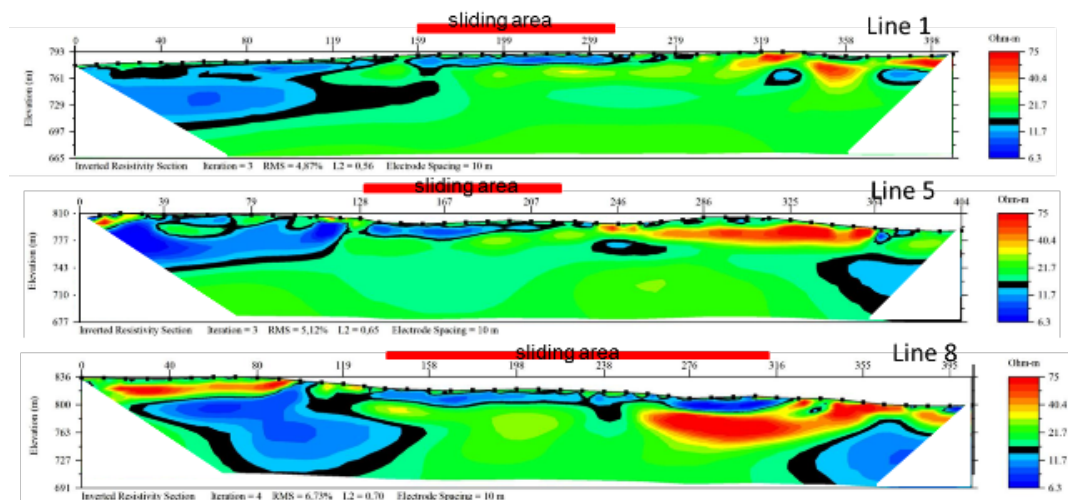 sliding area
Line 1
0 40 80 119 159 199 239 279 319 358 398
Ohm-m
793
761
729
697
665
Elevation (m)
75
40.4
21.7
11.7
6.3
Inverted Resistivity Section Iteration = 3 RMS = 4,87% L2 = 0,56 Electrode Spacing = 10 m
sliding area
Line 5
0 39 79 128 167 207 246 286 325 404
Ohm-m
810
777
743
710
677
Elevation (m)
75
40.4
21.7
11.7
6.3
Inverted Resistivity Section Iteration = 3 RMS = 5,12% L2 = 0,65 Electrode Spacing = 10 m
sliding area
Line 8
0 40 80 119 158 198 238 276 316 355 395
Ohm-m
836
800
763
727
691
Elevation (m)
75
40.4
21.7
11.7
6.3
Inverted Resistivity Section Iteration = 4 RMS = 6.73% L2 = 0.70 Electrode Spacing = 10 m